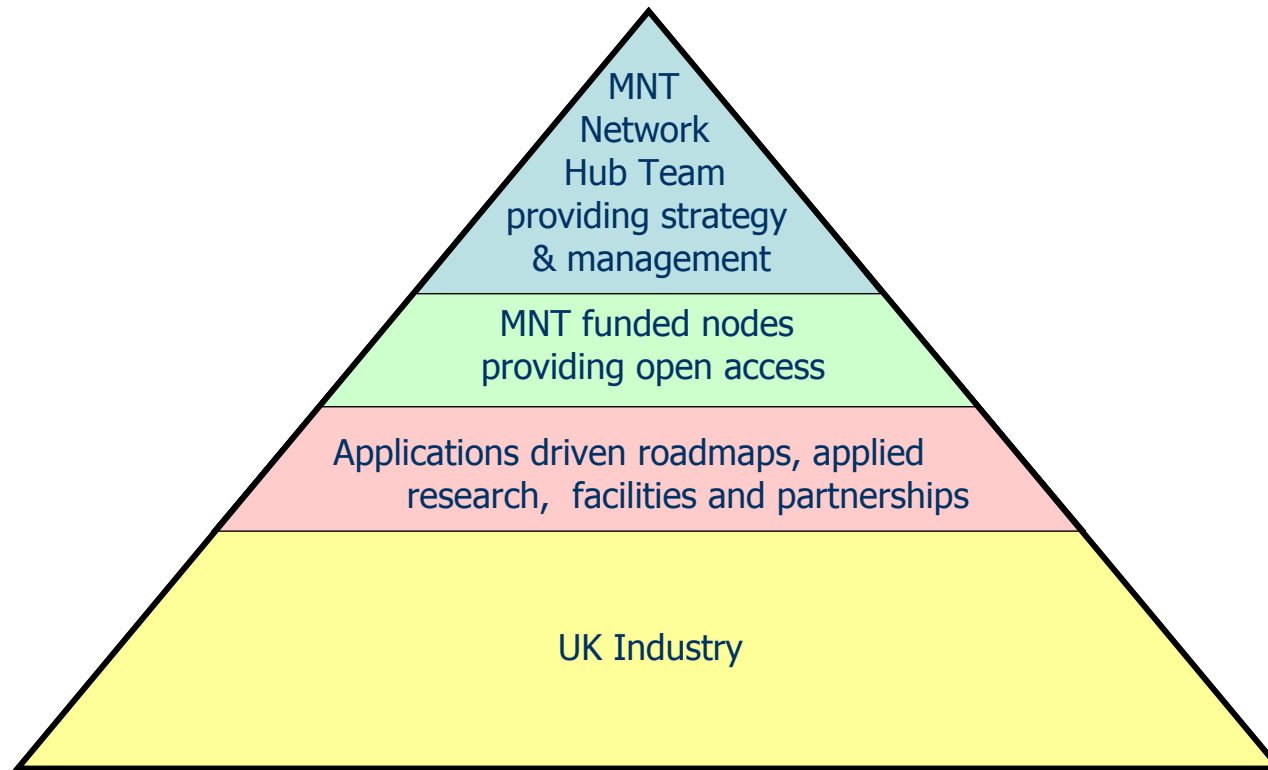 MNT
Network
Hub Team
providing strategy
& management
MNT funded nodes
providing open access
Applications driven roadmaps, applied
research, facilities and partnerships
UK Industry